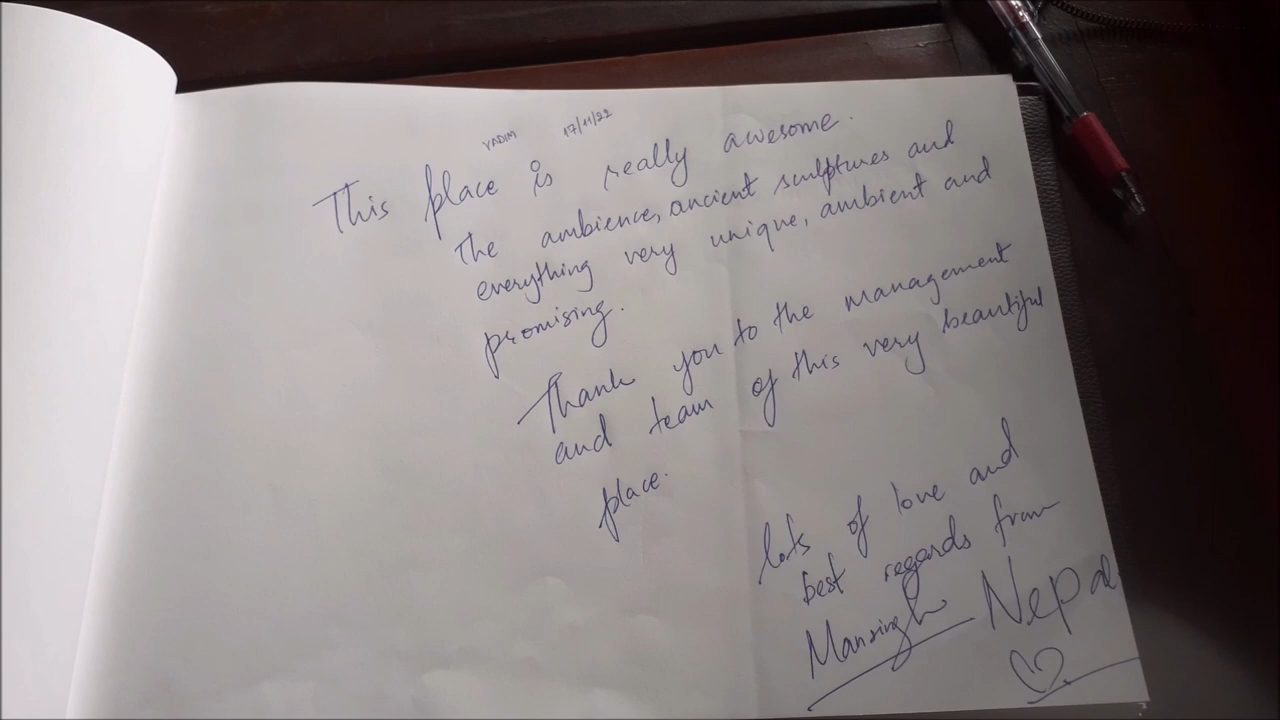 VADIM 17/11/22
This place is really awesome.
The ambience, ancient sculptures and
everything very unique, ambient and
promising.
Thank you to the management
and team of this very beautiful
place.
lots of love and
best regards from
Mansingh Nepal